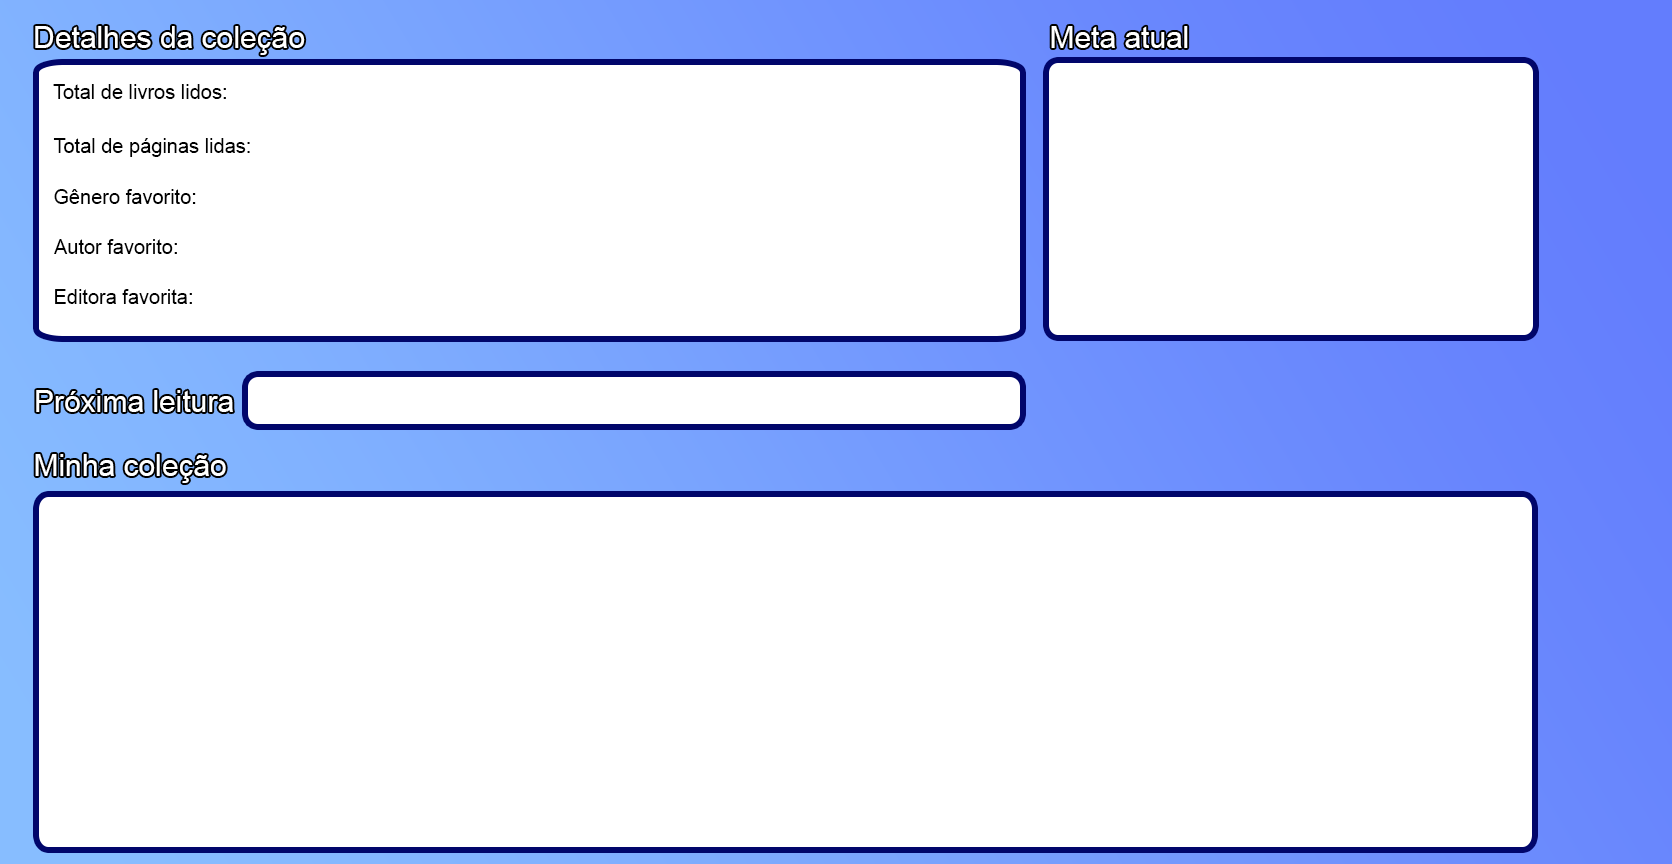 Detalhes da coleção
Meta atual
Total de livros lidos:
Total de páginas lidas:
Gênero favorito:
Autor favorito:
Editora favorita:
Próxima leitura
Minha coleção